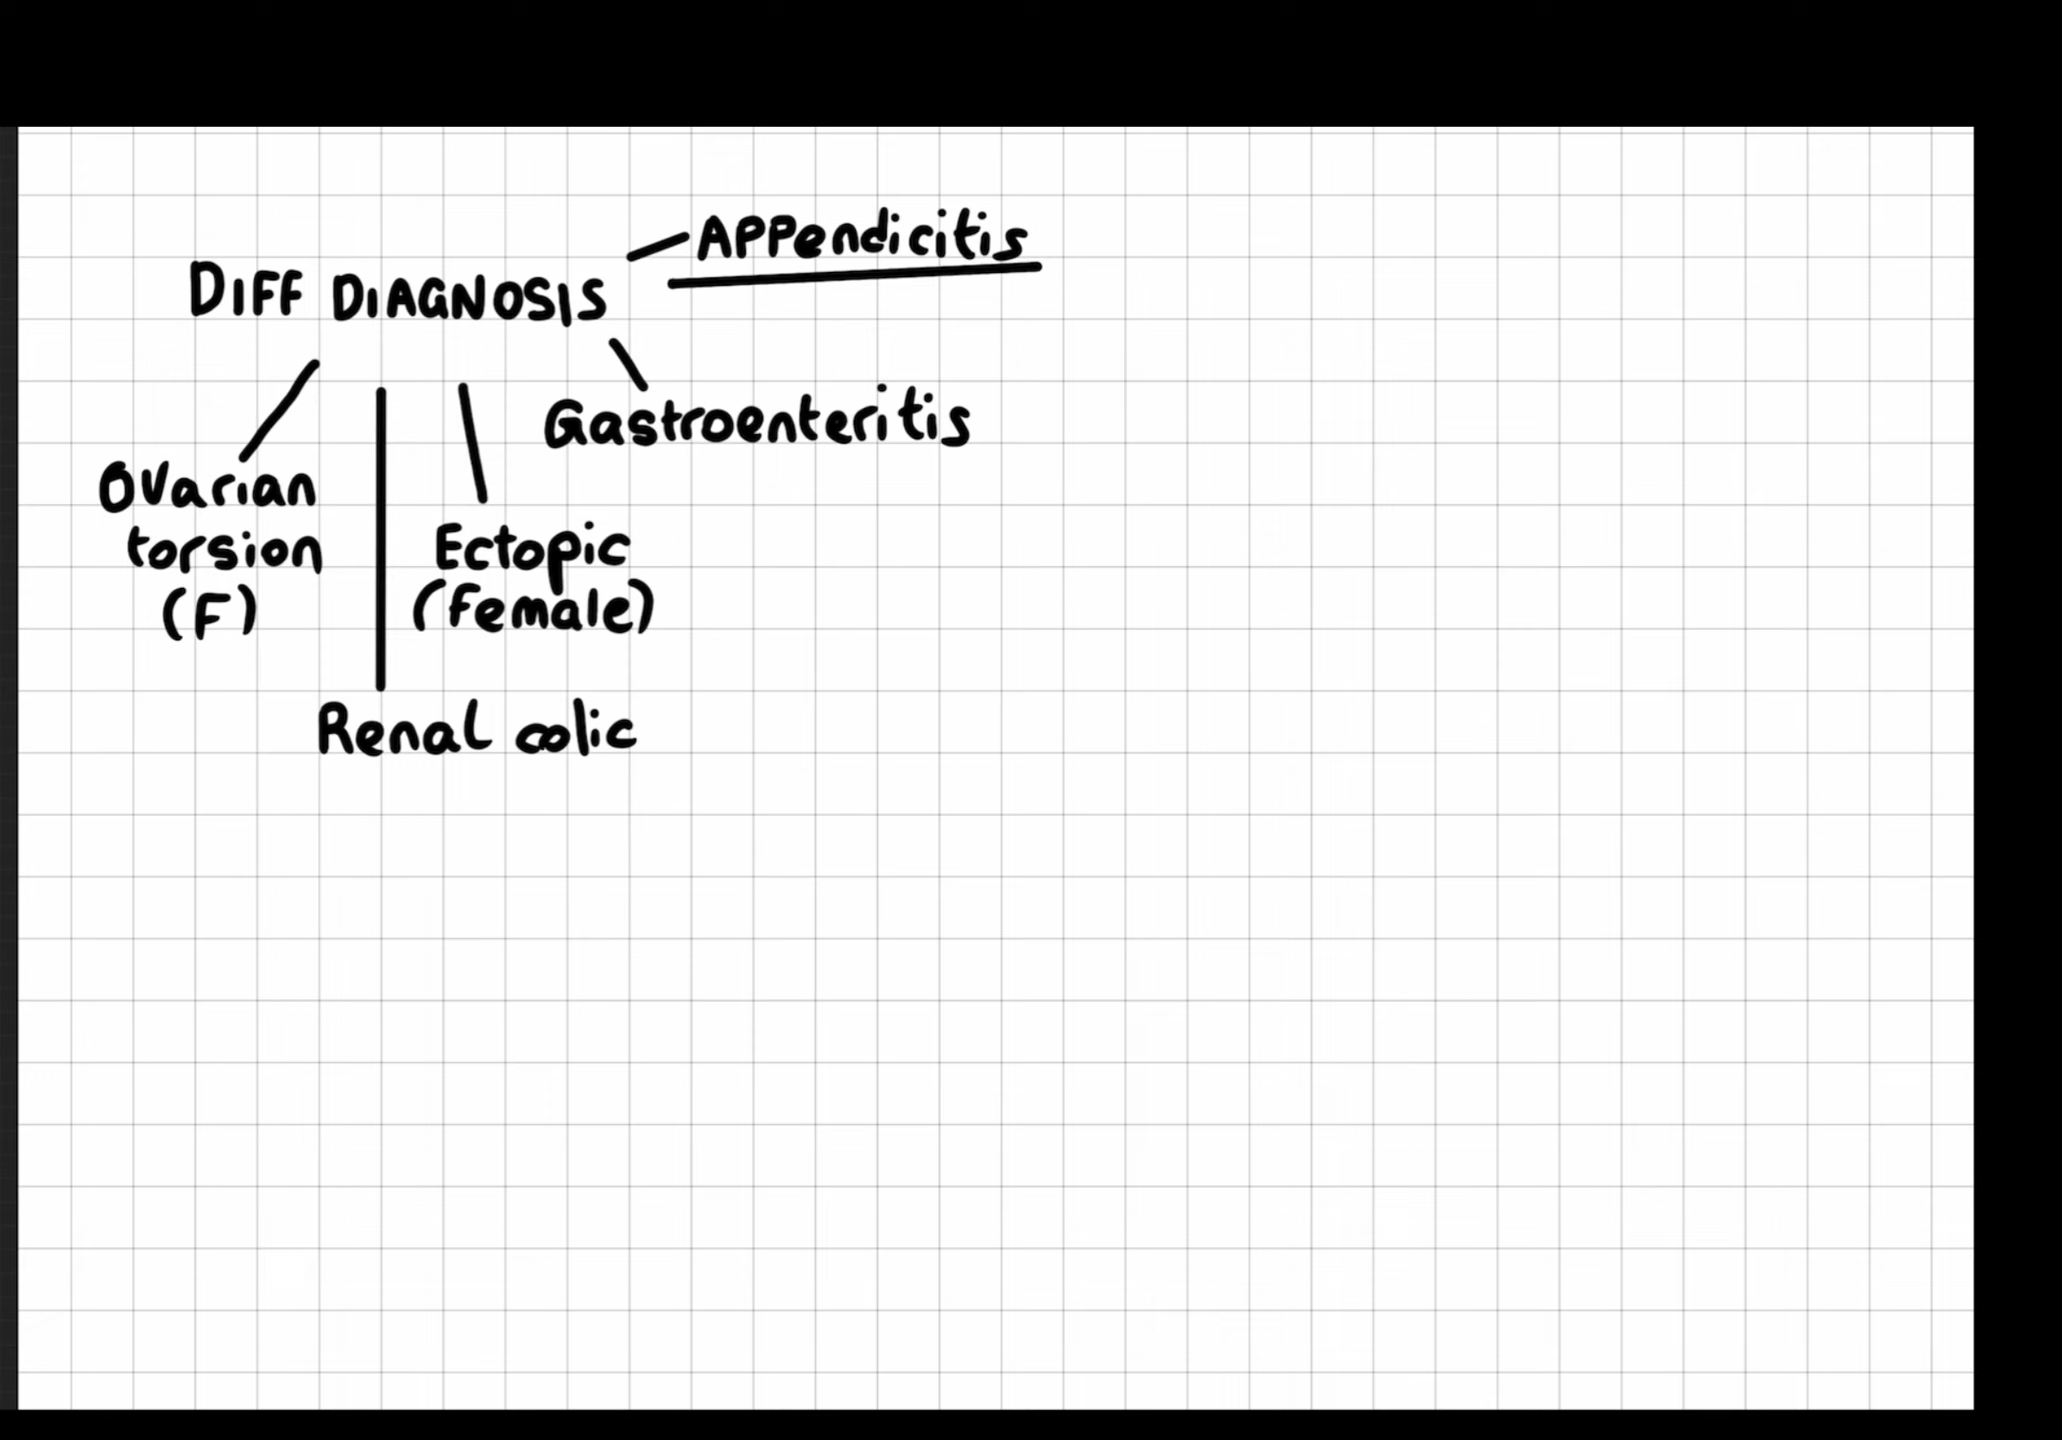 Appendicitis
DIFF DIAGNOSIS
Gastroenteritis
Ovarian
torsion
(F)
Ectopic
(Female)
Renal colic